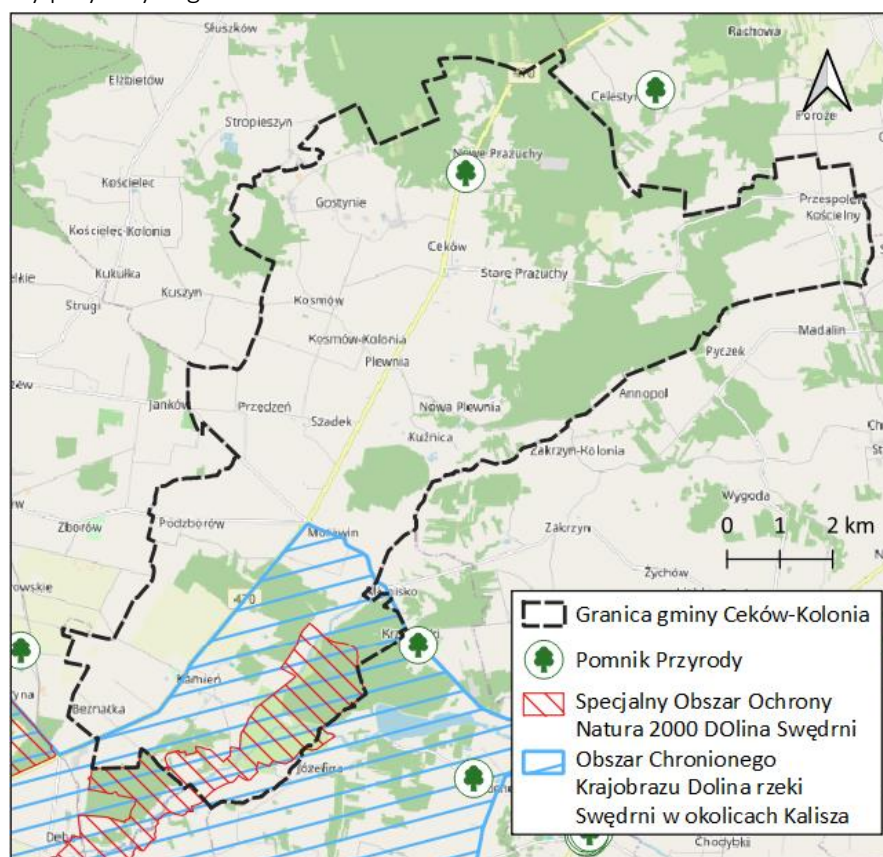 Słuszków
Rachowa
Elżbietów
470
Celestyn
Stropieszyn
Poroże
Nowe Prażuchy
Kościelec
Gostynie
Przespolew
Kościelny
Kościelec-Kolonia
Ceków
Kukułka
Stare Prażuchy
Kuszyn
Strugi
Kosmów
Madalin
Kosmów-Kolonia
Pyczek
Plewnia
Annopol
Janków
Przedzeń
Nowa Plewnia
Szadek
Kuźnica
Zakrzyn-Kolonia
Wygoda
Zborów
Podzborów
Zakrzyn
0 1 2 km
Żychów
470
Kamień
Beznatka
Józefina
Chodybki
Granica gminy Ceków-Kolonia
Pomnik Przyrody
Specjalny Obszar Ochrony
Natura 2000 DOlina Swędrni
Obszar Chronionego
Krajobrazu Dolina rzeki
Swędrni w okolicach Kalisza